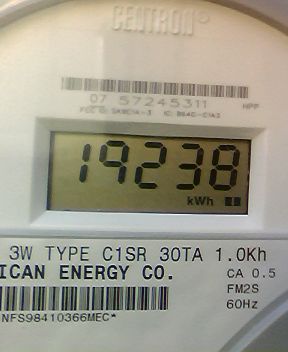 CENTRON®
07 57245311 HPP
19238
kWh
3W TYPE C1SR 30TA 1.0Kh
ICAN ENERGY CO. CA 0.5
FM2S
60Hz
NFS98410366MEC*